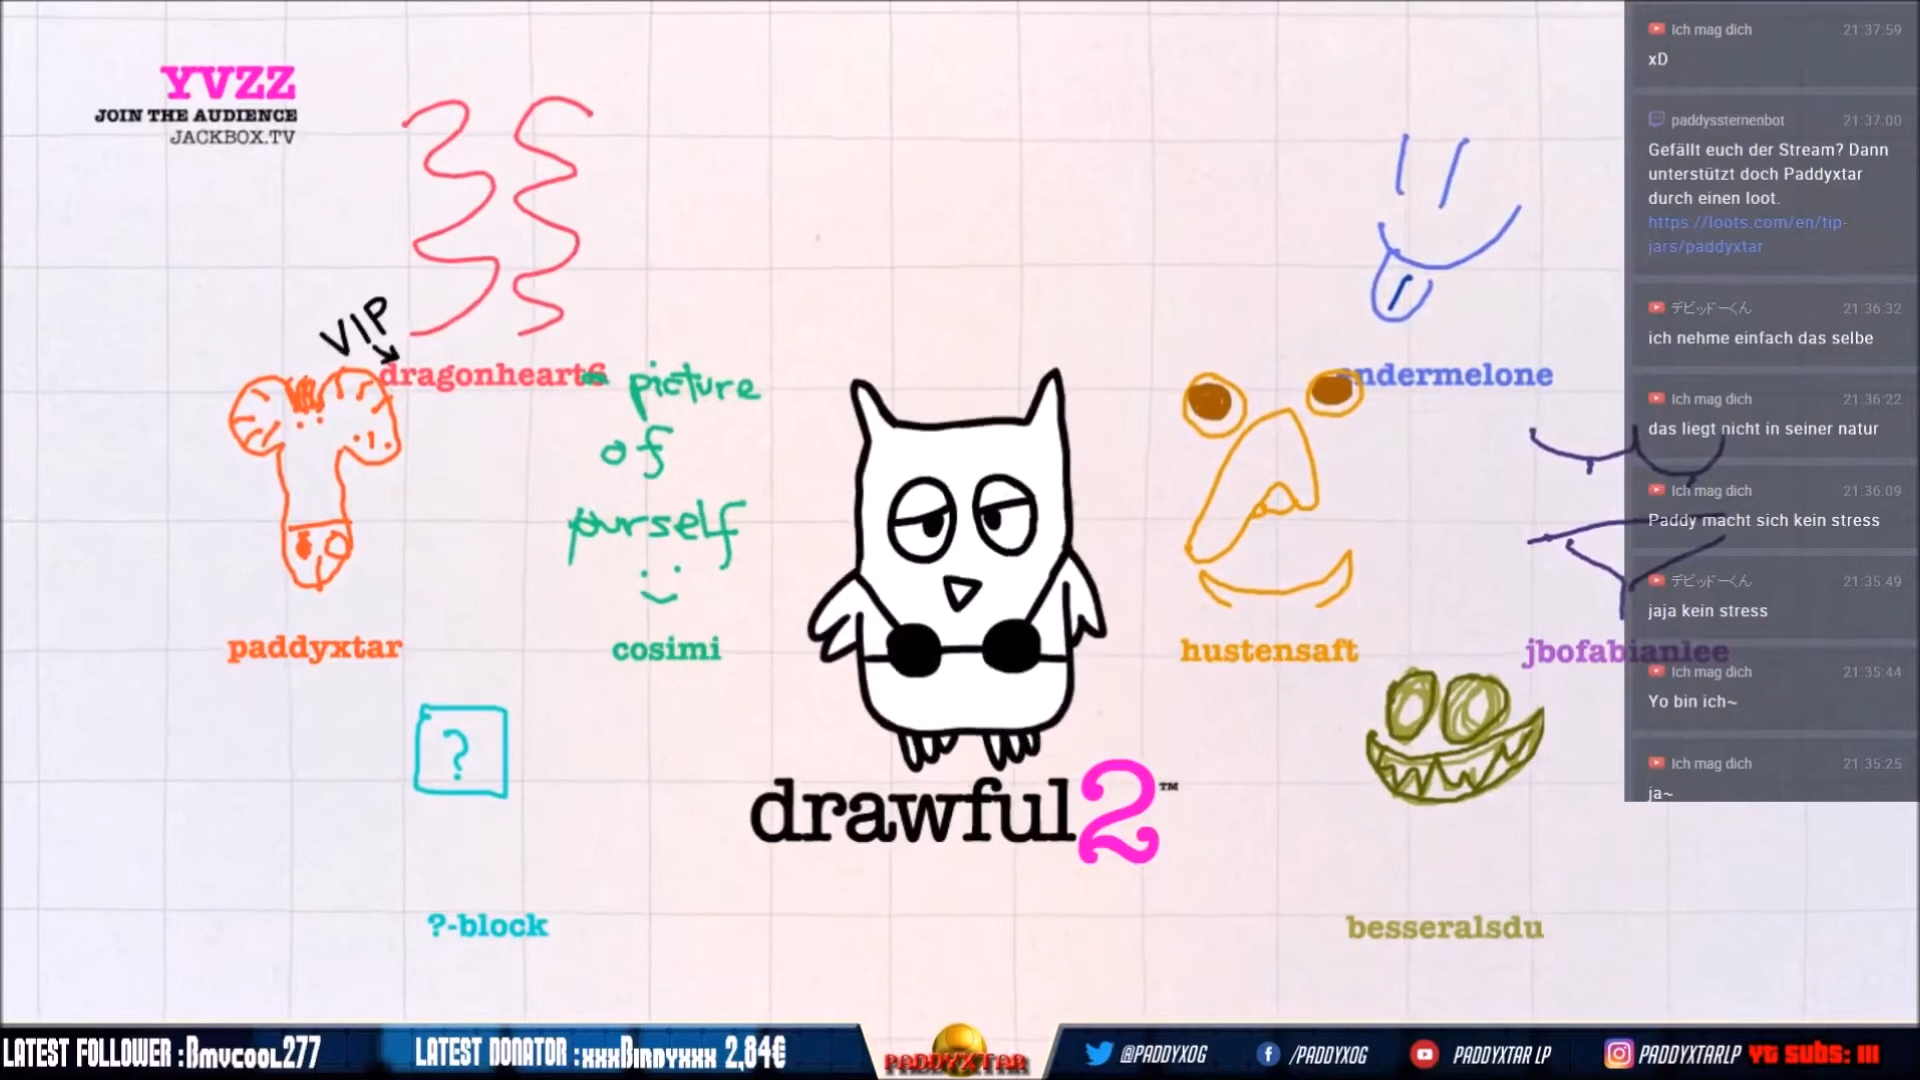 YVZZ
JOIN THE AUDIENCE
JACKBOX.TV
VIP
dragonheart6
paddyxtar
picture
of
yourself
cosimi
?
?-block
drawful 2™
hustensaft
endermelone
jbofabianlee
besseralsdu
Ich mag dich 21:37:59
xD
paddyssternenbot 21:37:00
Gefällt euch der Stream? Dann
unterstützt doch Paddyxtar
durch einen loot.
https://loots.com/en/tip-
jars/paddyxtar
デビッドーくん 21:36:32
ich nehme einfach das selbe
Ich mag dich 21:36:22
das liegt nicht in seiner natur
Ich mag dich 21:36:09
Paddy macht sich kein stress
デビッドーくん 21:35:49
jaja kein stress
Ich mag dich 21:35:44
Yo bin ich~
Ich mag dich 21:35:25
ja~
LATEST FOLLOWER :Bmvcool277
LATEST DONATOR :xxxBirdyxxx 2,84€
PADDYXTAR
@PADDYXOG
/PADDYXOG
PADDYXTAR LP
PADDYXTARLP
YT SUBS: 111